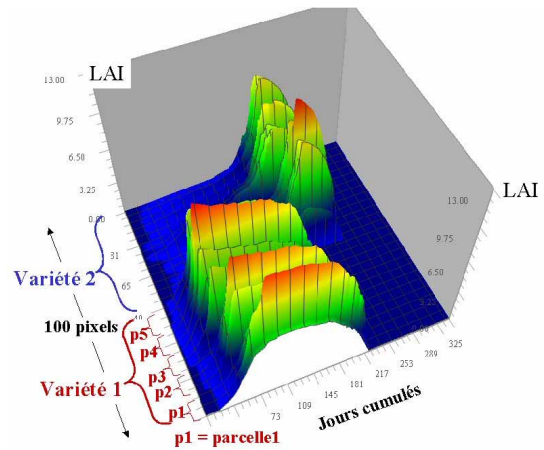 LAI
13.00
9.75
6.50
3.25
0.00
31
65
Variété 2
100 pixels
p5
p4
p3
p2
p1
Variété 1
p1 = parcelle1
73
109
145
181
217
253
289
325
Jours cumulés
LAI
13.00
9.75
6.50
3.25